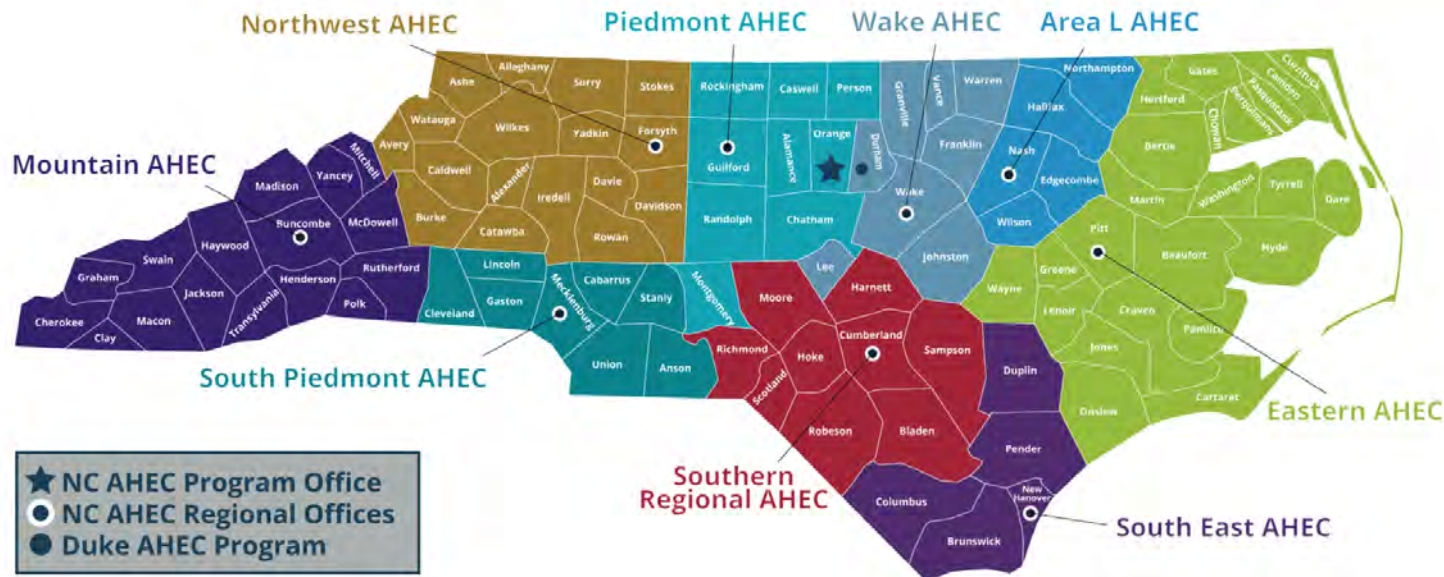 Northwest AHEC
Piedmont AHEC
Wake AHEC
Area L AHEC
Mountain AHEC
South Piedmont AHEC
Southern
Regional AHEC
South East AHEC
Eastern AHEC
Ashe
Alleghany
Surry
Stokes
Watauga
Wilkes
Yadkin
Forsyth
Avery
Caldwell
Alexander
Iredell
Davie
Davidson
Burke
Catawba
Rowan
Rockingham
Caswell
Person
Guilford
Alamance
Orange
Randolph
Chatham
Montgomery
Granville
Vance
Warren
Durham
Franklin
Wake
Johnston
Lee
Northampton
Halifax
Nash
Edgecombe
Wilson
Gates
Hertford
Currituck
Camden
Pasquatank
Perquimans
Chowan
Bertie
Martin
Washington
Tyrrell
Dare
Pitt
Beaufort
Hyde
Greene
Wayne
Lenoir
Craven
Pamlico
Jones
Onslow
Cartaret
Mitchell
Yancey
Madison
Buncombe
McDowell
Haywood
Swain
Graham
Jackson
Henderson
Rutherford
Polk
Transylvania
Cherokee
Macon
Clay
Lincoln
Cleveland
Gaston
Mecklenburg
Cabarrus
Stanly
Union
Anson
Moore
Harnett
Richmond
Hoke
Cumberland
Sampson
Scotland
Robeson
Bladen
Duplin
Pender
New
Hanover
Columbus
Brunswick
NC AHEC Program Office
NC AHEC Regional Offices
Duke AHEC Program